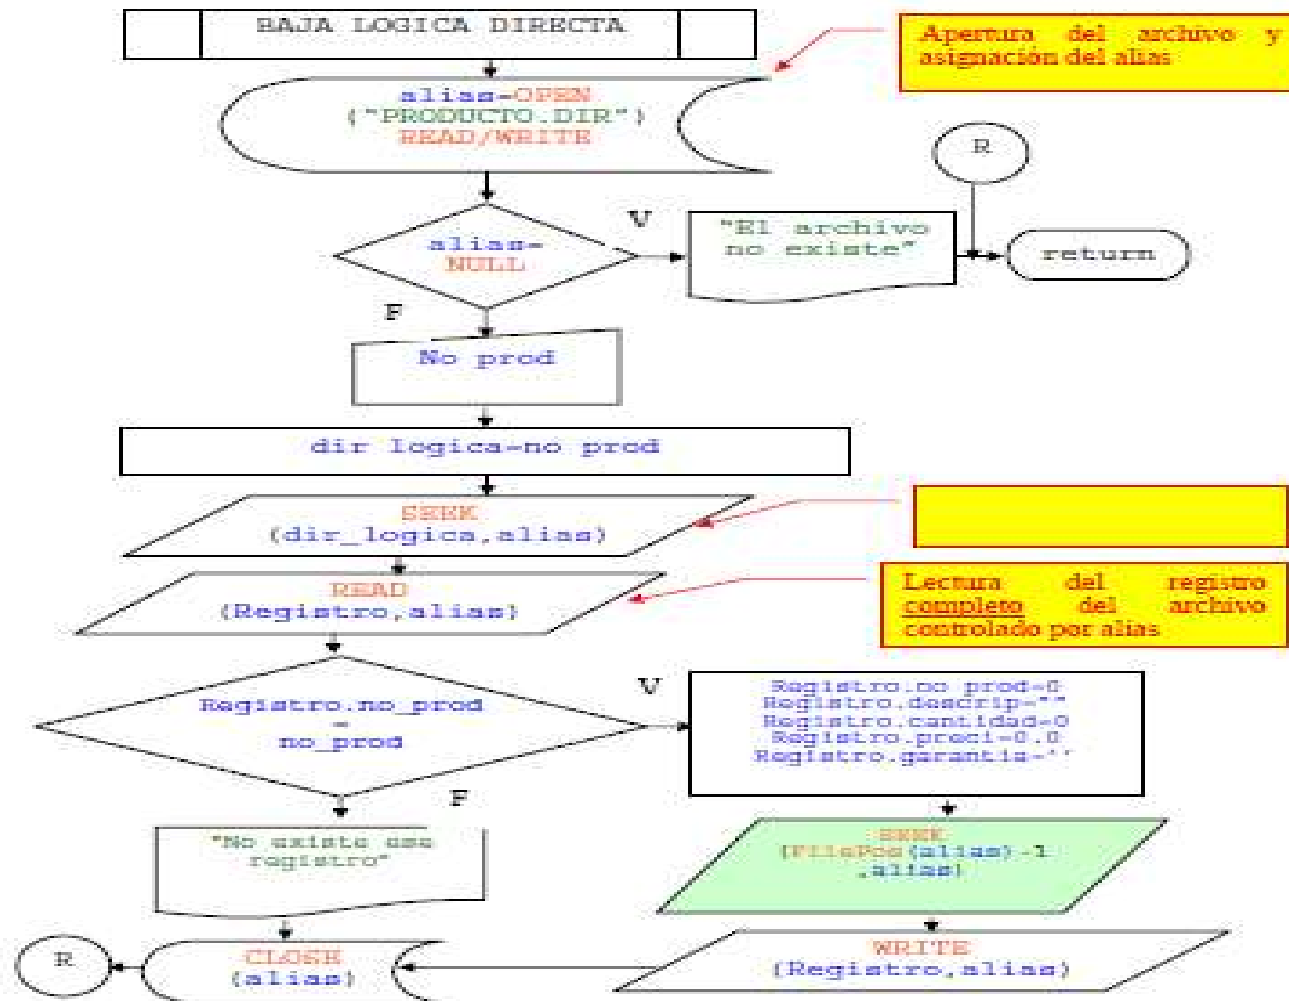 BAJA LOGICA DIRECTA
Apertura del archivo y
asignación del alias
alias=OPEN
("PRODUCTO.DIR")
READ/WRITE
R
alias=
NULL
V
"El archivo
no existe"
return
F
No prod
dir logica=no prod
SEEK
(dir_logica,alias)
READ
(Registro,alias)
Lectura del registro
completo del archivo
controlado por alias
Registro.no_prod
=
no_prod
V
Registro.no prod=0
Registro.descrip=""
Registro.cantidad=0
Registro.preci=0.0
Registro.garantia=''
F
"No existe ese
registro"
SEEK
(FilePos(alias)-1
,alias)
WRITE
(Registro,alias)
CLOSE
(alias)
R